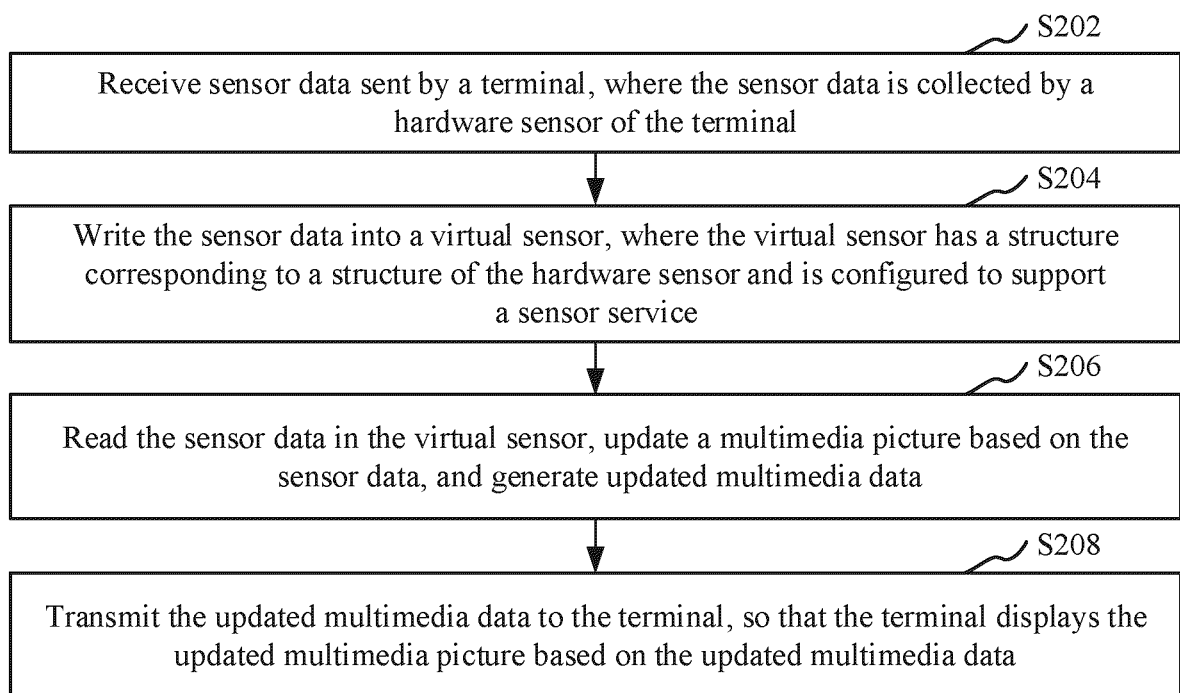 S202
Receive sensor data sent by a terminal, where the sensor data is collected by a
hardware sensor of the terminal
S204
Write the sensor data into a virtual sensor, where the virtual sensor has a structure
corresponding to a structure of the hardware sensor and is configured to support
a sensor service
S206
Read the sensor data in the virtual sensor, update a multimedia picture based on the
sensor data, and generate updated multimedia data
S208
Transmit the updated multimedia data to the terminal, so that the terminal displays the
updated multimedia picture based on the updated multimedia data